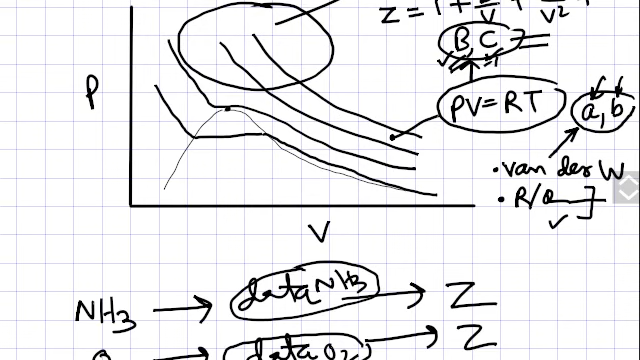 Z = 1 + B/V + C/V²
B C
P
PV = RT
a, b
• van der W
• R/Q
V
NH3 → data NH3 → Z
O → data O2 → Z